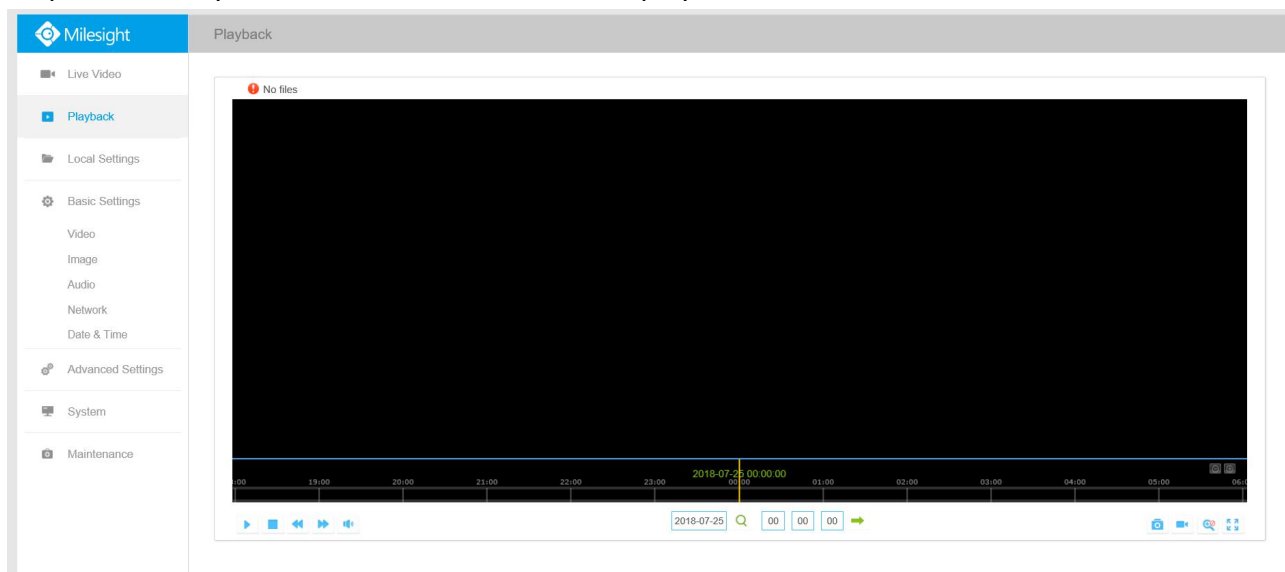 Milesight
Playback
Live Video
No files
Playback
Local Settings
Basic Settings
Video
Image
Audio
Network
Date & Time
Advanced Settings
System
Maintenance
2018-07-25 00:00:00
19:00 20:00 21:00 22:00 23:00 00:00 01:00 02:00 03:00 04:00 05:00
2018-07-25 00 00 00